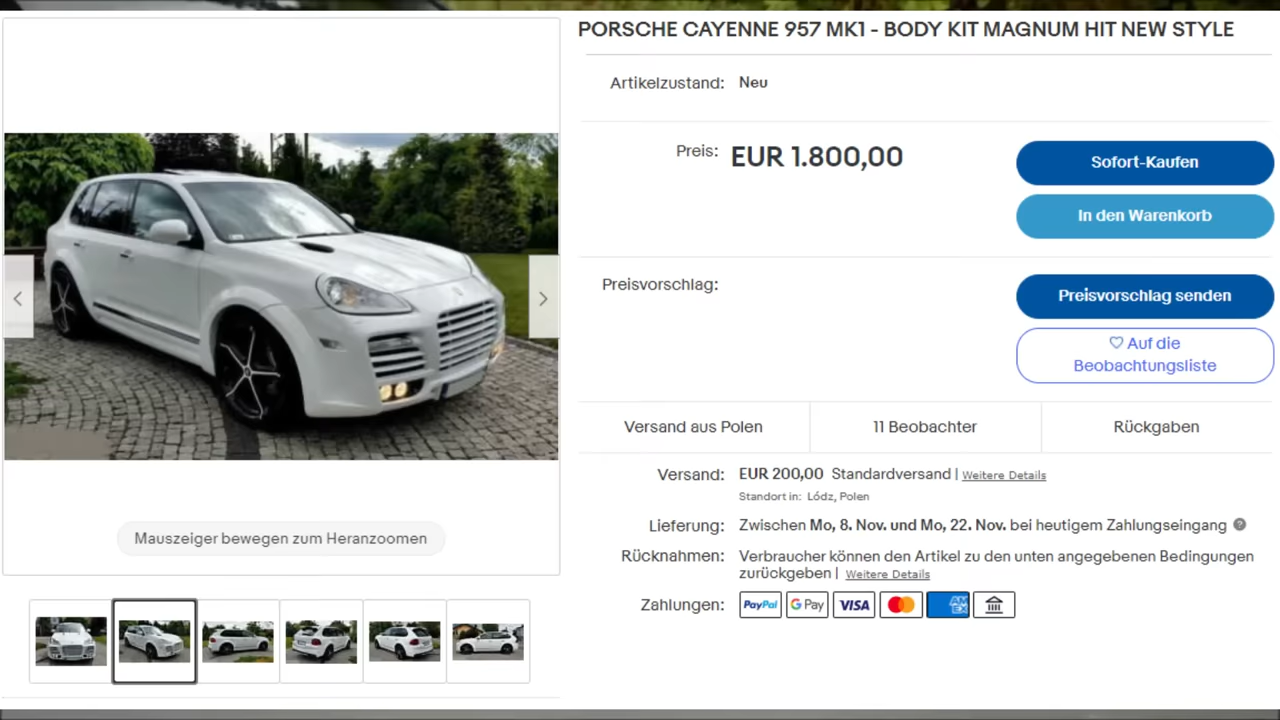 PORSCHE CAYENNE 957 MK1 - BODY KIT MAGNUM HIT NEW STYLE
Artikelzustand: Neu
Preis: EUR 1.800,00
Sofort-Kaufen
In den Warenkorb
Preisvorschlag:
Preisvorschlag senden
Auf die
Beobachtungsliste
Versand aus Polen
11 Beobachter
Rückgaben
Versand: EUR 200,00 Standardversand | Weitere Details
Standort in: Lódz, Polen
Lieferung: Zwischen Mo, 8. Nov. und Mo, 22. Nov. bei heutigem Zahlungseingang
Rücknahmen: Verbraucher können den Artikel zu den unten angegebenen Bedingungen
zurückgeben | Weitere Details
Zahlungen: PayPal G Pay VISA AM EX
Mauszeiger bewegen zum Heranzoomen